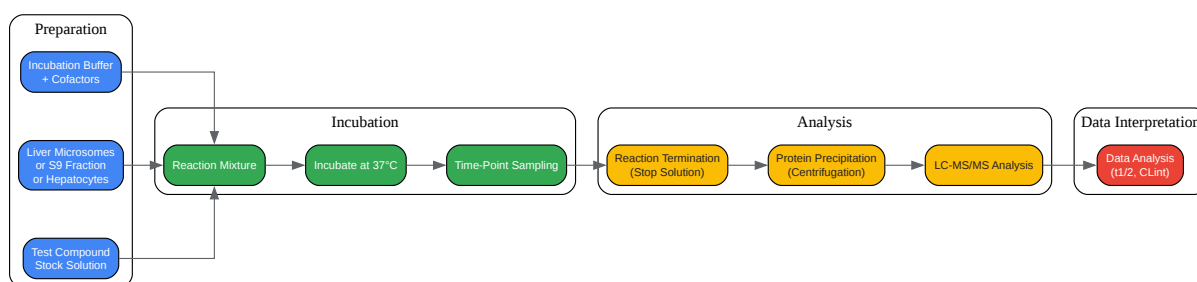 Preparation
Incubation Buffer
+ Cofactors
Liver Microsomes
or S9 Fraction
or Hepatocytes
Test Compound
Stock Solution
Incubation
Reaction Mixture
Incubate at 37°C
Time-Point Sampling
Analysis
Reaction Termination
(Stop Solution)
Protein Precipitation
(Centrifugation)
LC-MS/MS Analysis
Data Interpretation
Data Analysis
(t1/2, CLint)